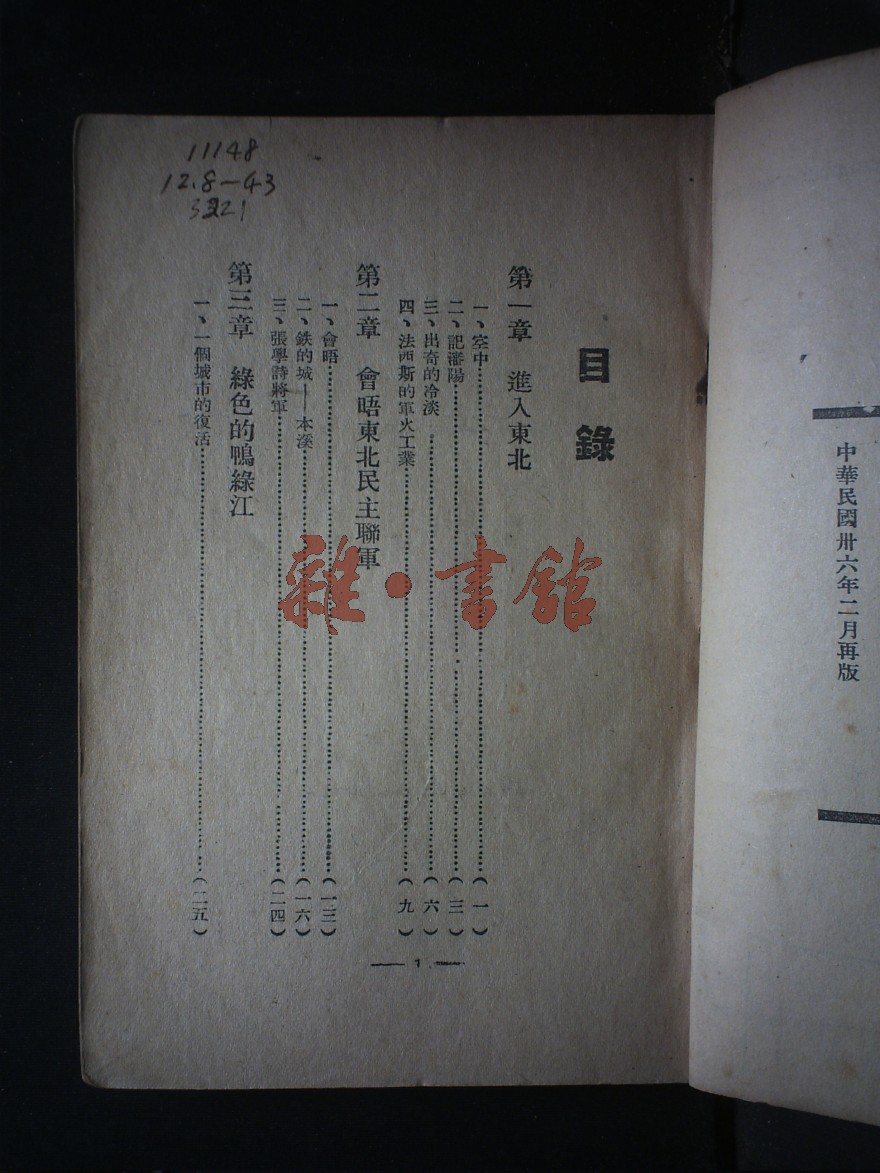 中華民國卅六年二月再版
目錄
第一章 進入東北
一、空中(一)
二、記瀋陽(三)
三、出奇的冷淡(六)
四、法西斯的軍火工業(九)
第二章 會晤東北民主聯軍
一、會晤(一三)
二、鉄的城——本溪(一六)
三、張學詩將軍(二四)
第三章 綠色的鴨綠江
一、一個城市的復活(二五)
— 1 —
11148
12.8-43
3221
雜·書館